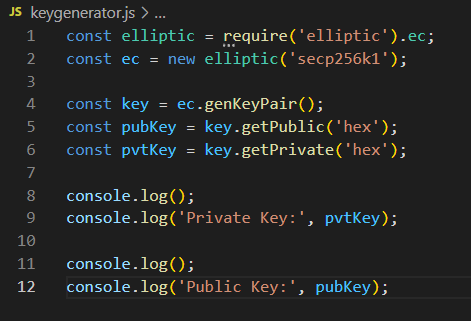 JS keygenerator.js > ...
1 const elliptic = require('elliptic').ec;
2 const ec = new elliptic('secp256k1');
3
4 const key = ec.genKeyPair();
5 const pubKey = key.getPublic('hex');
6 const pvtKey = key.getPrivate('hex');
7
8 console.log();
9 console.log('Private Key:', pvtKey);
10
11 console.log();
12 console.log('Public Key:', pubKey);